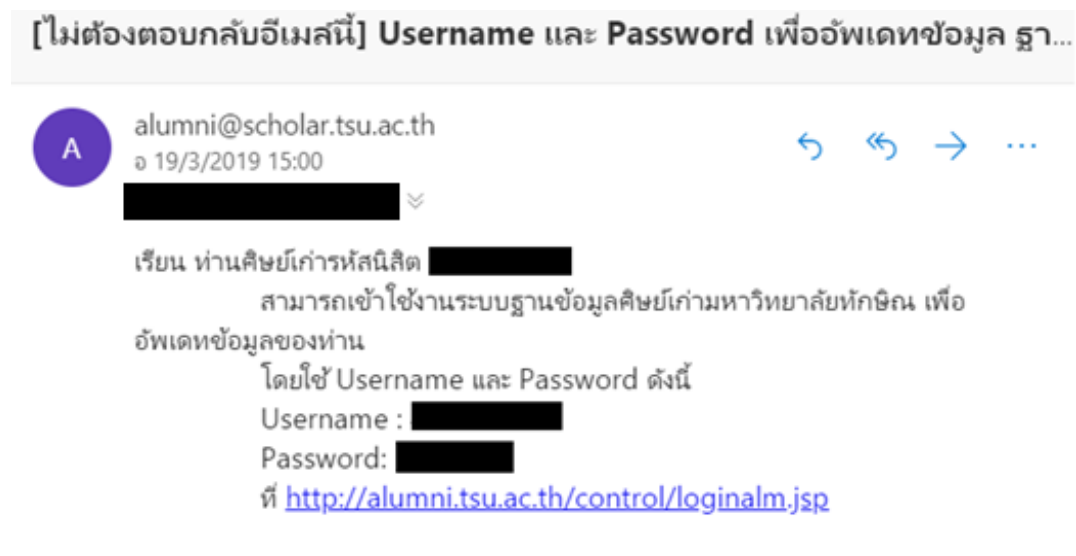 [ไม่ต้องตอบกลับอีเมล์นี้] Username และ Password เพื่ออัพเดทข้อมูล ฐา...
A
alumni@scholar.tsu.ac.th
อ 19/3/2019 15:00
เรียน ท่านศิษย์เก่ารหัสนิสิต
สามารถเข้าใช้งานระบบฐานข้อมูลศิษย์เก่ามหาวิทยาลัยทักษิณ เพื่อ
อัพเดทข้อมูลของท่าน
โดยใช้ Username และ Password ดังนี้
Username :
Password:
ที่ http://alumni.tsu.ac.th/control/loginalm.jsp